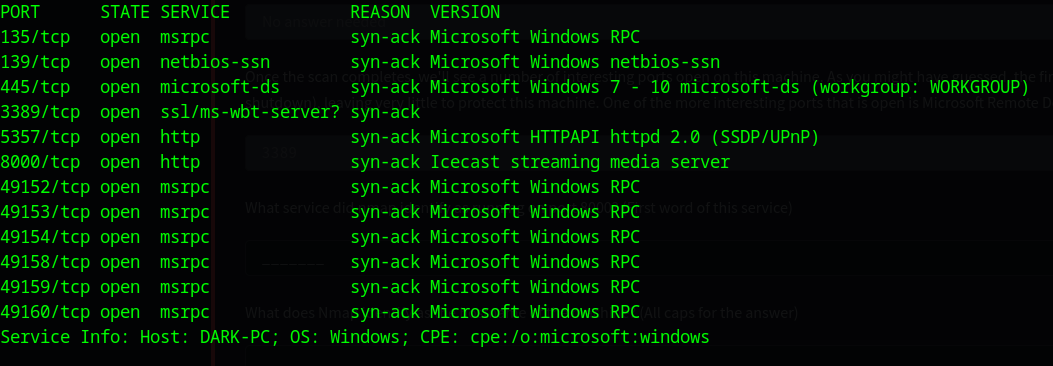 PORT STATE SERVICE REASON VERSION
135/tcp open msrpc syn-ack Microsoft Windows RPC
139/tcp open netbios-ssn syn-ack Microsoft Windows netbios-ssn
445/tcp open microsoft-ds syn-ack Microsoft Windows 7 - 10 microsoft-ds (workgroup: WORKGROUP)
3389/tcp open ssl/ms-wbt-server? syn-ack
5357/tcp open http syn-ack Microsoft HTTPAPI httpd 2.0 (SSDP/UPnP)
8000/tcp open http syn-ack Icecast streaming media server
49152/tcp open msrpc syn-ack Microsoft Windows RPC
49153/tcp open msrpc syn-ack Microsoft Windows RPC
49154/tcp open msrpc syn-ack Microsoft Windows RPC
49158/tcp open msrpc syn-ack Microsoft Windows RPC
49159/tcp open msrpc syn-ack Microsoft Windows RPC
49160/tcp open msrpc syn-ack Microsoft Windows RPC
Service Info: Host: DARK-PC; OS: Windows; CPE: cpe:/o:microsoft:windows